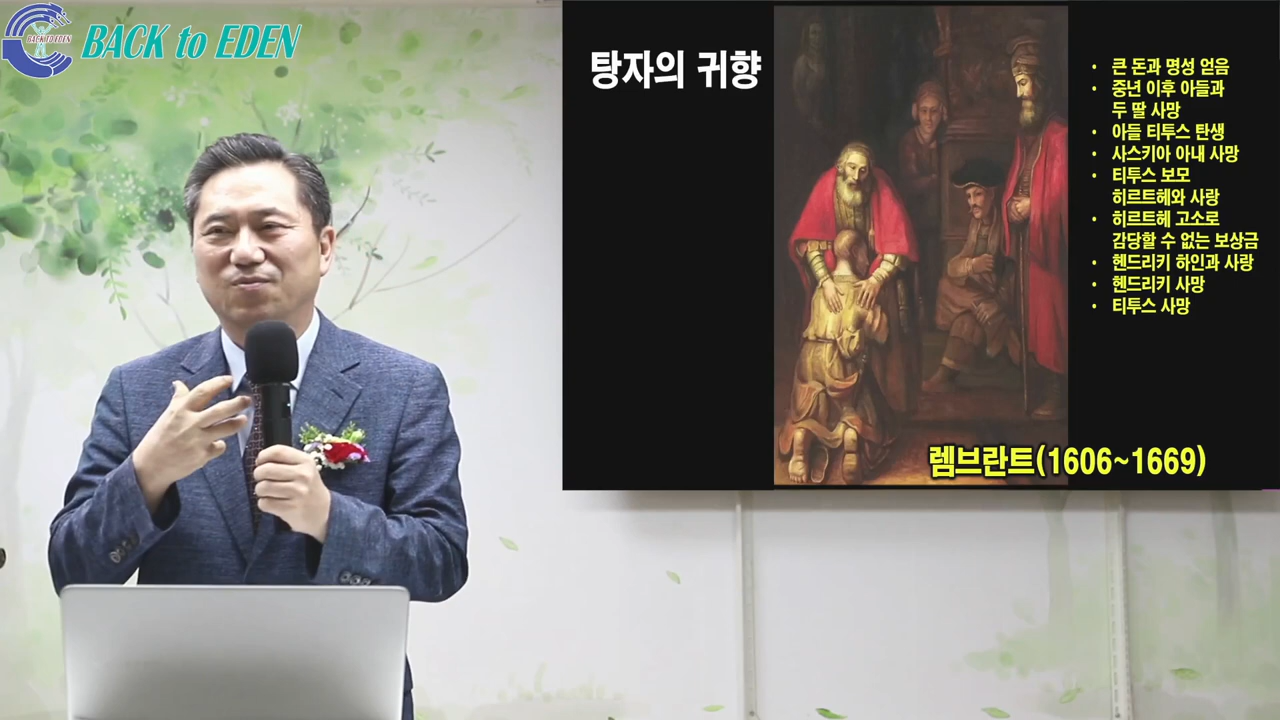 BACK to EDEN
BACK TO EDEN
탕자의 귀향
• 큰 돈과 명성 얻음
• 중년 이후 아들과
두 딸 사망
• 아들 티투스 탄생
• 사스키아 아내 사망
• 티투스 보모
히르트헤와 사랑
• 히르트헤 고소로
감당할 수 없는 보상금
• 헨드리키 하인과 사랑
• 헨드리키 사망
• 티투스 사망
렘브란트(1606~1669)